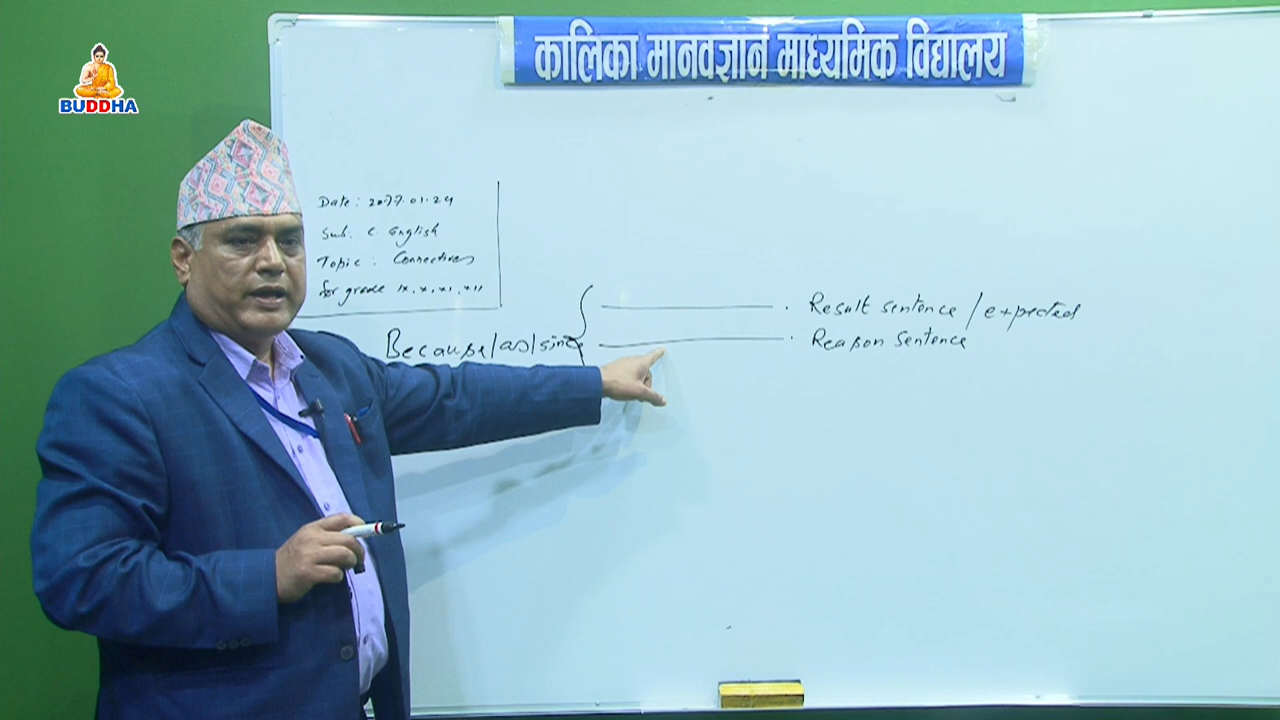 कालिका मानवज्ञान माध्यमिक विद्यालय
BUDDHA
Date: 2077.01.24
Sub. C. English
Topic: Connectives
for grade IX, X, XI, XII
Result sentence / expected
Because/as/since
Reason sentence